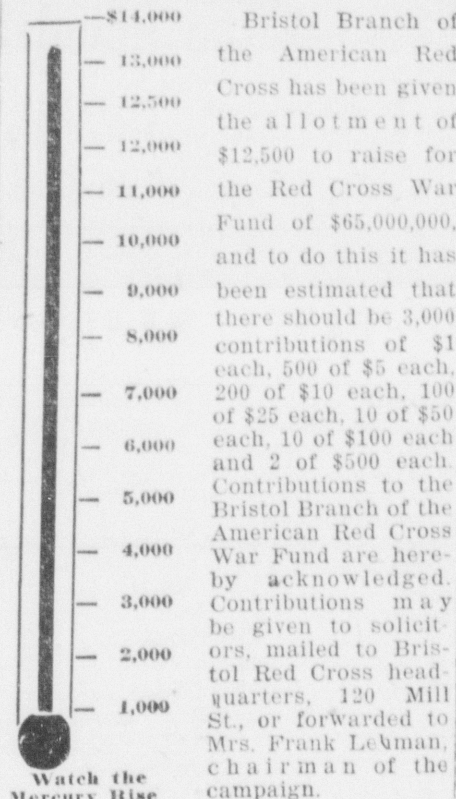 $14,000
13,000
12,500
12,000
11,000
10,000
9,000
8,000
7,000
6,000
5,000
4,000
3,000
2,000
1,000
Watch the
Mercury Rise
Bristol Branch of
the American Red
Cross has been given
the allotment of
$12,500 to raise for
the Red Cross War
Fund of $65,000,000,
and to do this it has
been estimated that
there should be 3,000
contributions of $1
each, 500 of $5 each,
200 of $10 each, 100
of $25 each, 10 of $50
each, 10 of $100 each
and 2 of $500 each.
Contributions to the
Bristol Branch of the
American Red Cross
War Fund are here-
by acknowledged.
Contributions may
be given to solicit-
ors, mailed to Bris-
tol Red Cross head-
quarters, 120 Mill
St., or forwarded to
Mrs. Frank Lehman,
chairman of the
campaign.